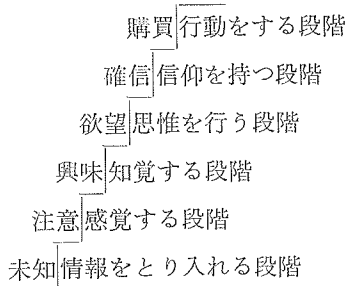 購買行動をする段階
確信信仰を持つ段階
欲望思惟を行う段階
興味知覚する段階
注意感覚する段階
未知情報をとり入れる段階